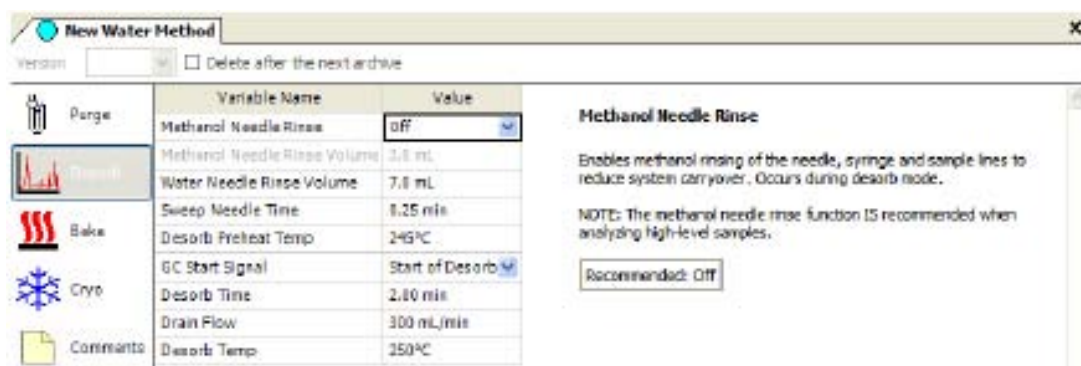 New Water Method
Version
Delete after the next archive
Purge
Desorb
Bake
Cryo
Comments
Variable Name Value
Methanol Needle Rinse Off
Methanol Needle Rinse Volume 3.0 mL
Water Needle Rinse Volume 7.0 mL
Sweep Needle Time 0.25 min
Desorb Preheat Temp 245°C
GC Start Signal Start of Desorb
Desorb Time 2.00 min
Drain Flow 300 mL/min
Desorb Temp 250°C
Methanol Needle Rinse
Enables methanol rinsing of the needle, syringe and sample lines to
reduce system carryover. Occurs during desorb mode.
NOTE: The methanol needle rinse function IS recommended when
analyzing high-level samples.
Recommended: Off